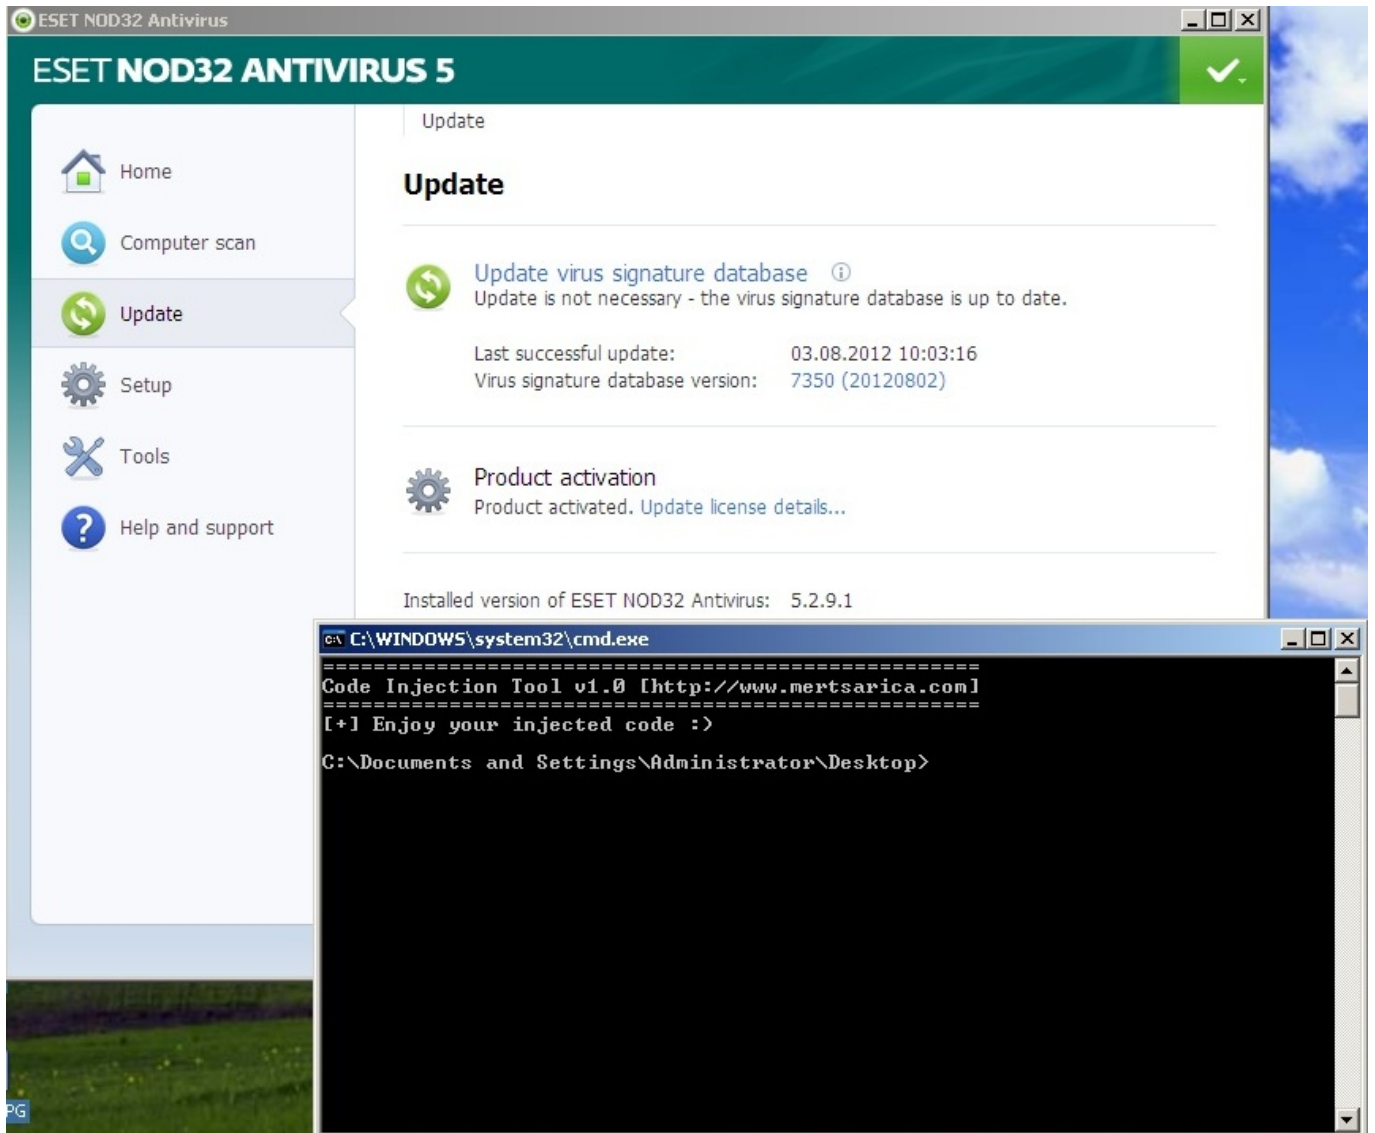 ESET NOD32 Antivirus
ESET NOD32 ANTIVIRUS 5
Update
Home
Computer scan
Update
Setup
Tools
Help and support
Update
Update virus signature database
Update is not necessary - the virus signature database is up to date.
Last successful update: 03.08.2012 10:03:16
Virus signature database version: 7350 (20120802)
Product activation
Product activated. Update license details...
Installed version of ESET NOD32 Antivirus: 5.2.9.1
C:\WINDOWS\system32\cmd.exe
====================================================
Code Injection Tool v1.0 [http://www.mertsarica.com]
====================================================
[+] Enjoy your injected code :)
C:\Documents and Settings\Administrator\Desktop>
PG